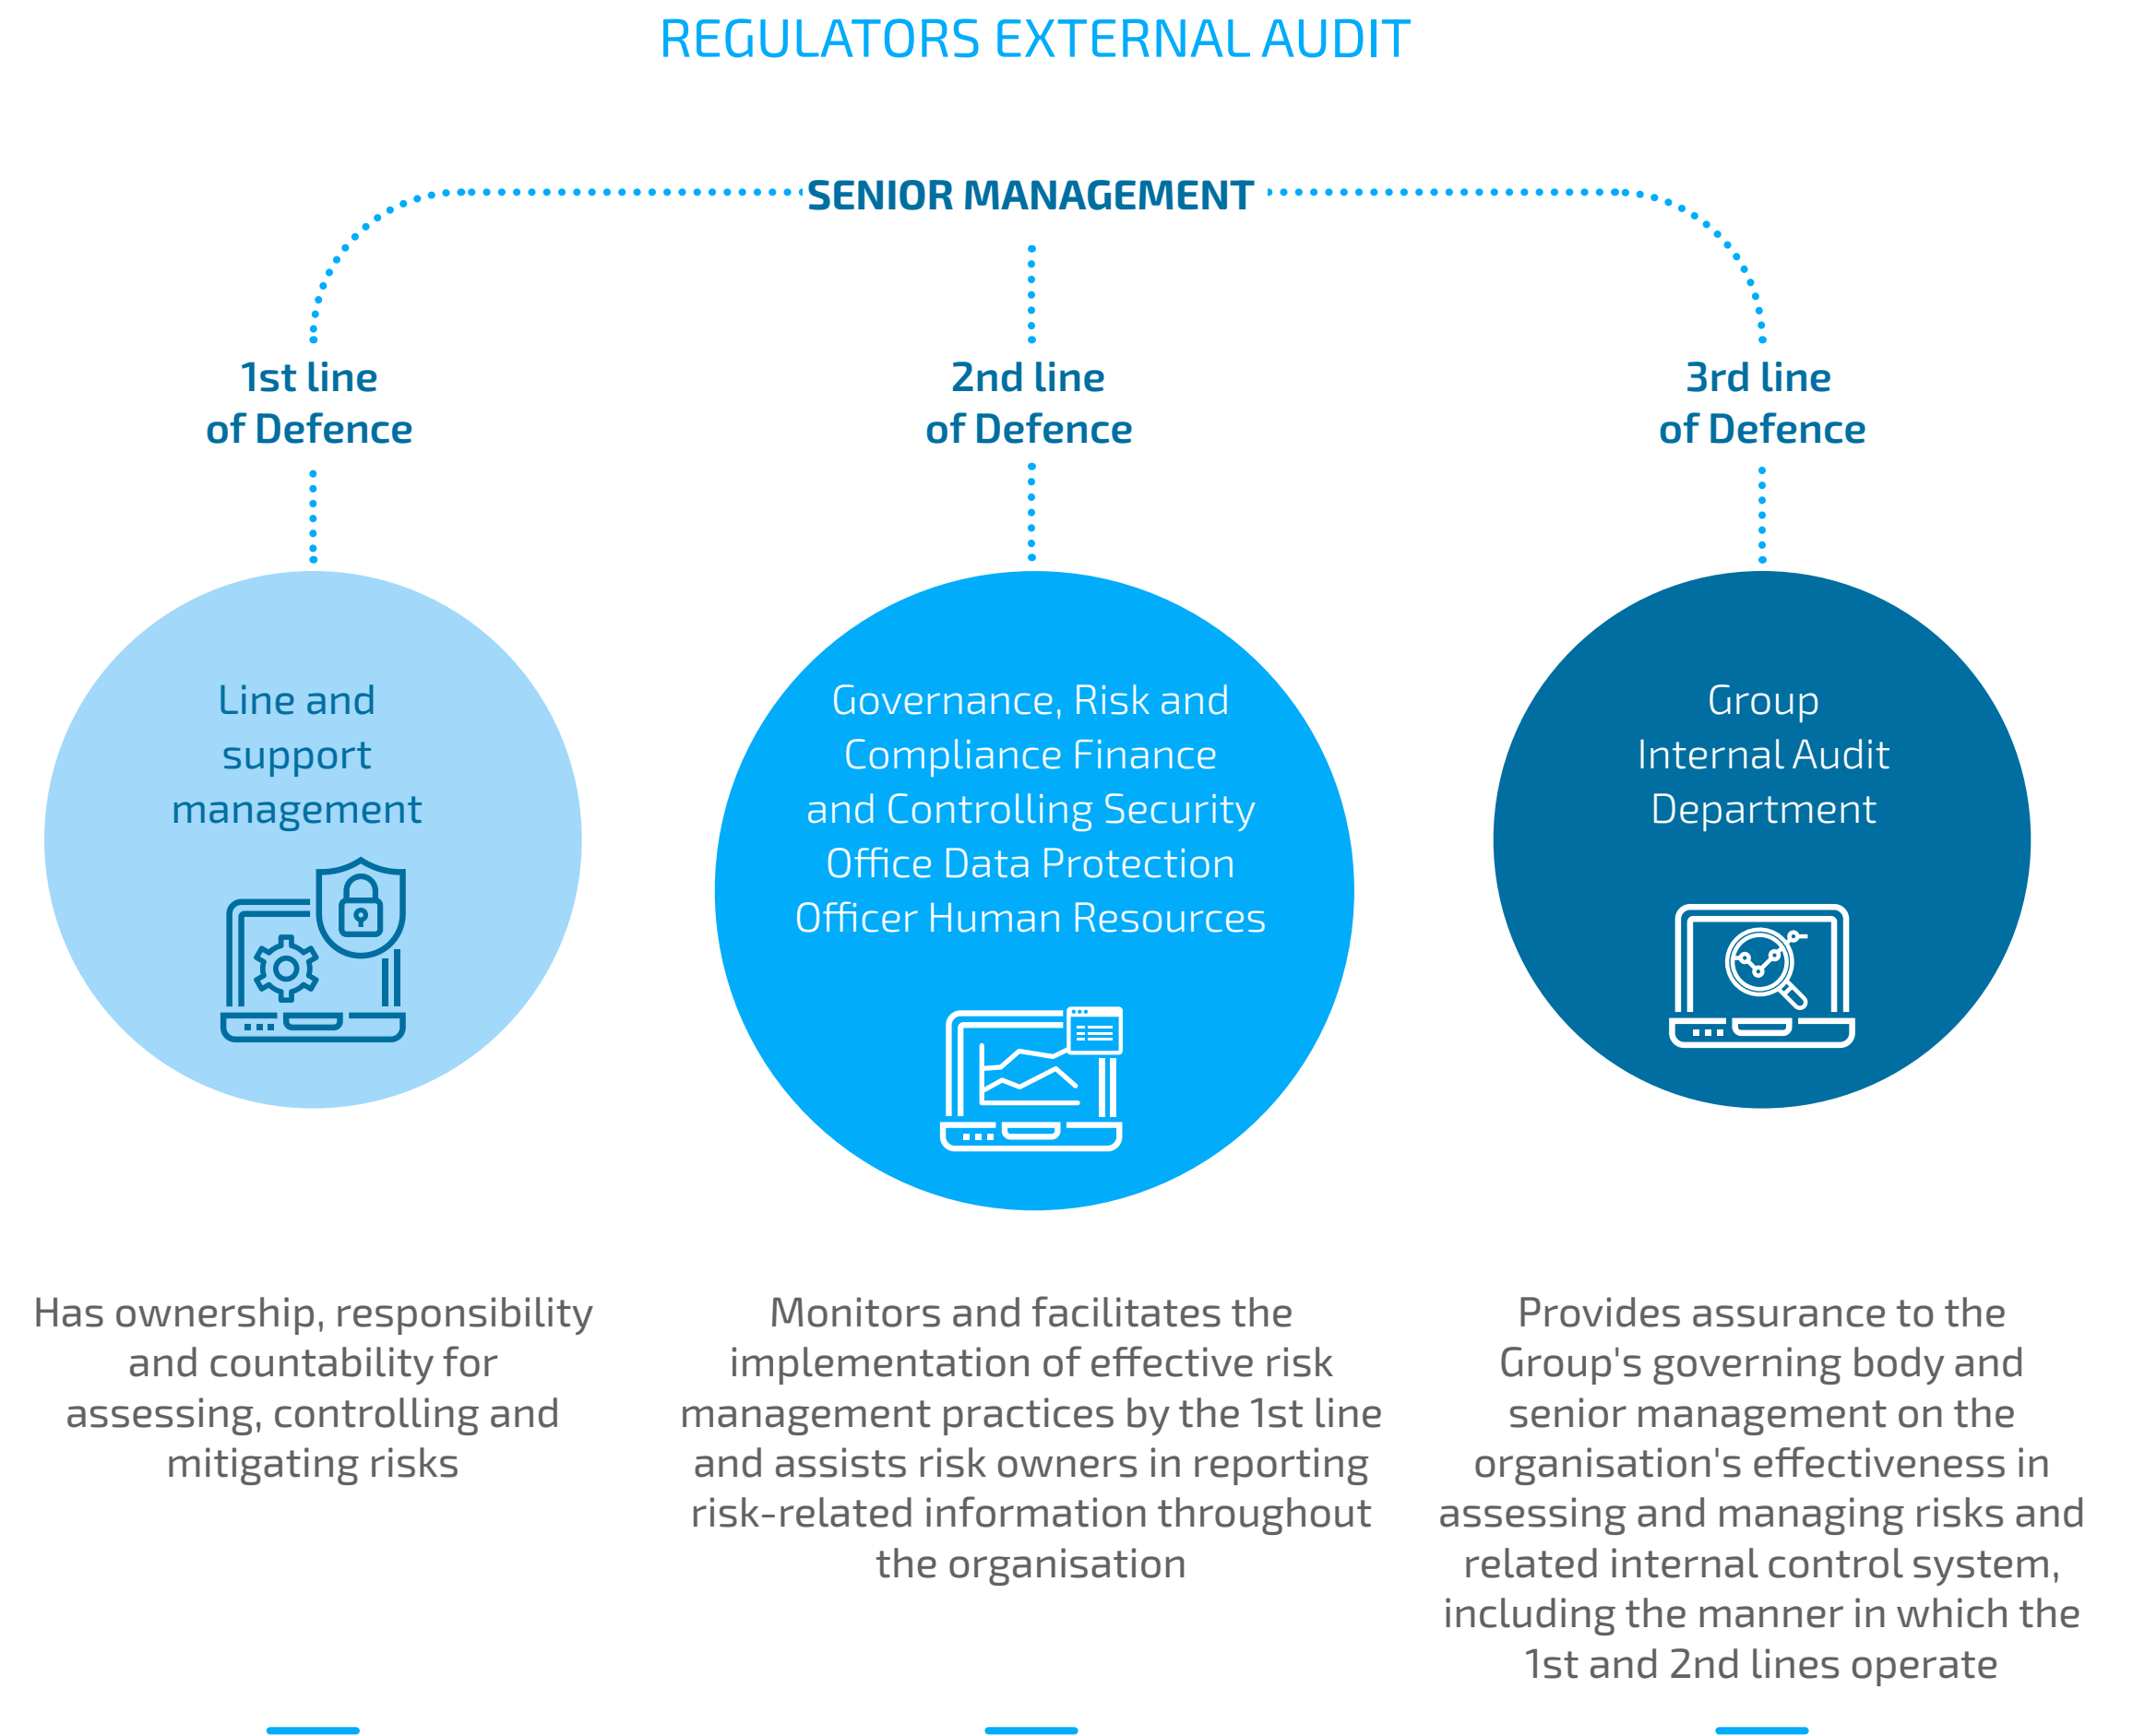 REGULATORS EXTERNAL AUDIT
SENIOR MANAGEMENT
1st line
of Defence
2nd line
of Defence
3rd line
of Defence
Line and
support
management
Governance, Risk and
Compliance Finance
and Controlling Security
Office Data Protection
Officer Human Resources
Group
Internal Audit
Department
Has ownership, responsibility
and countability for
assessing, controlling and
mitigating risks
Monitors and facilitates the
implementation of effective risk
management practices by the 1st line
and assists risk owners in reporting
risk-related information throughout
the organisation
Provides assurance to the
Group's governing body and
senior management on the
organisation's effectiveness in
assessing and managing risks and
related internal control system,
including the manner in which the
1st and 2nd lines operate